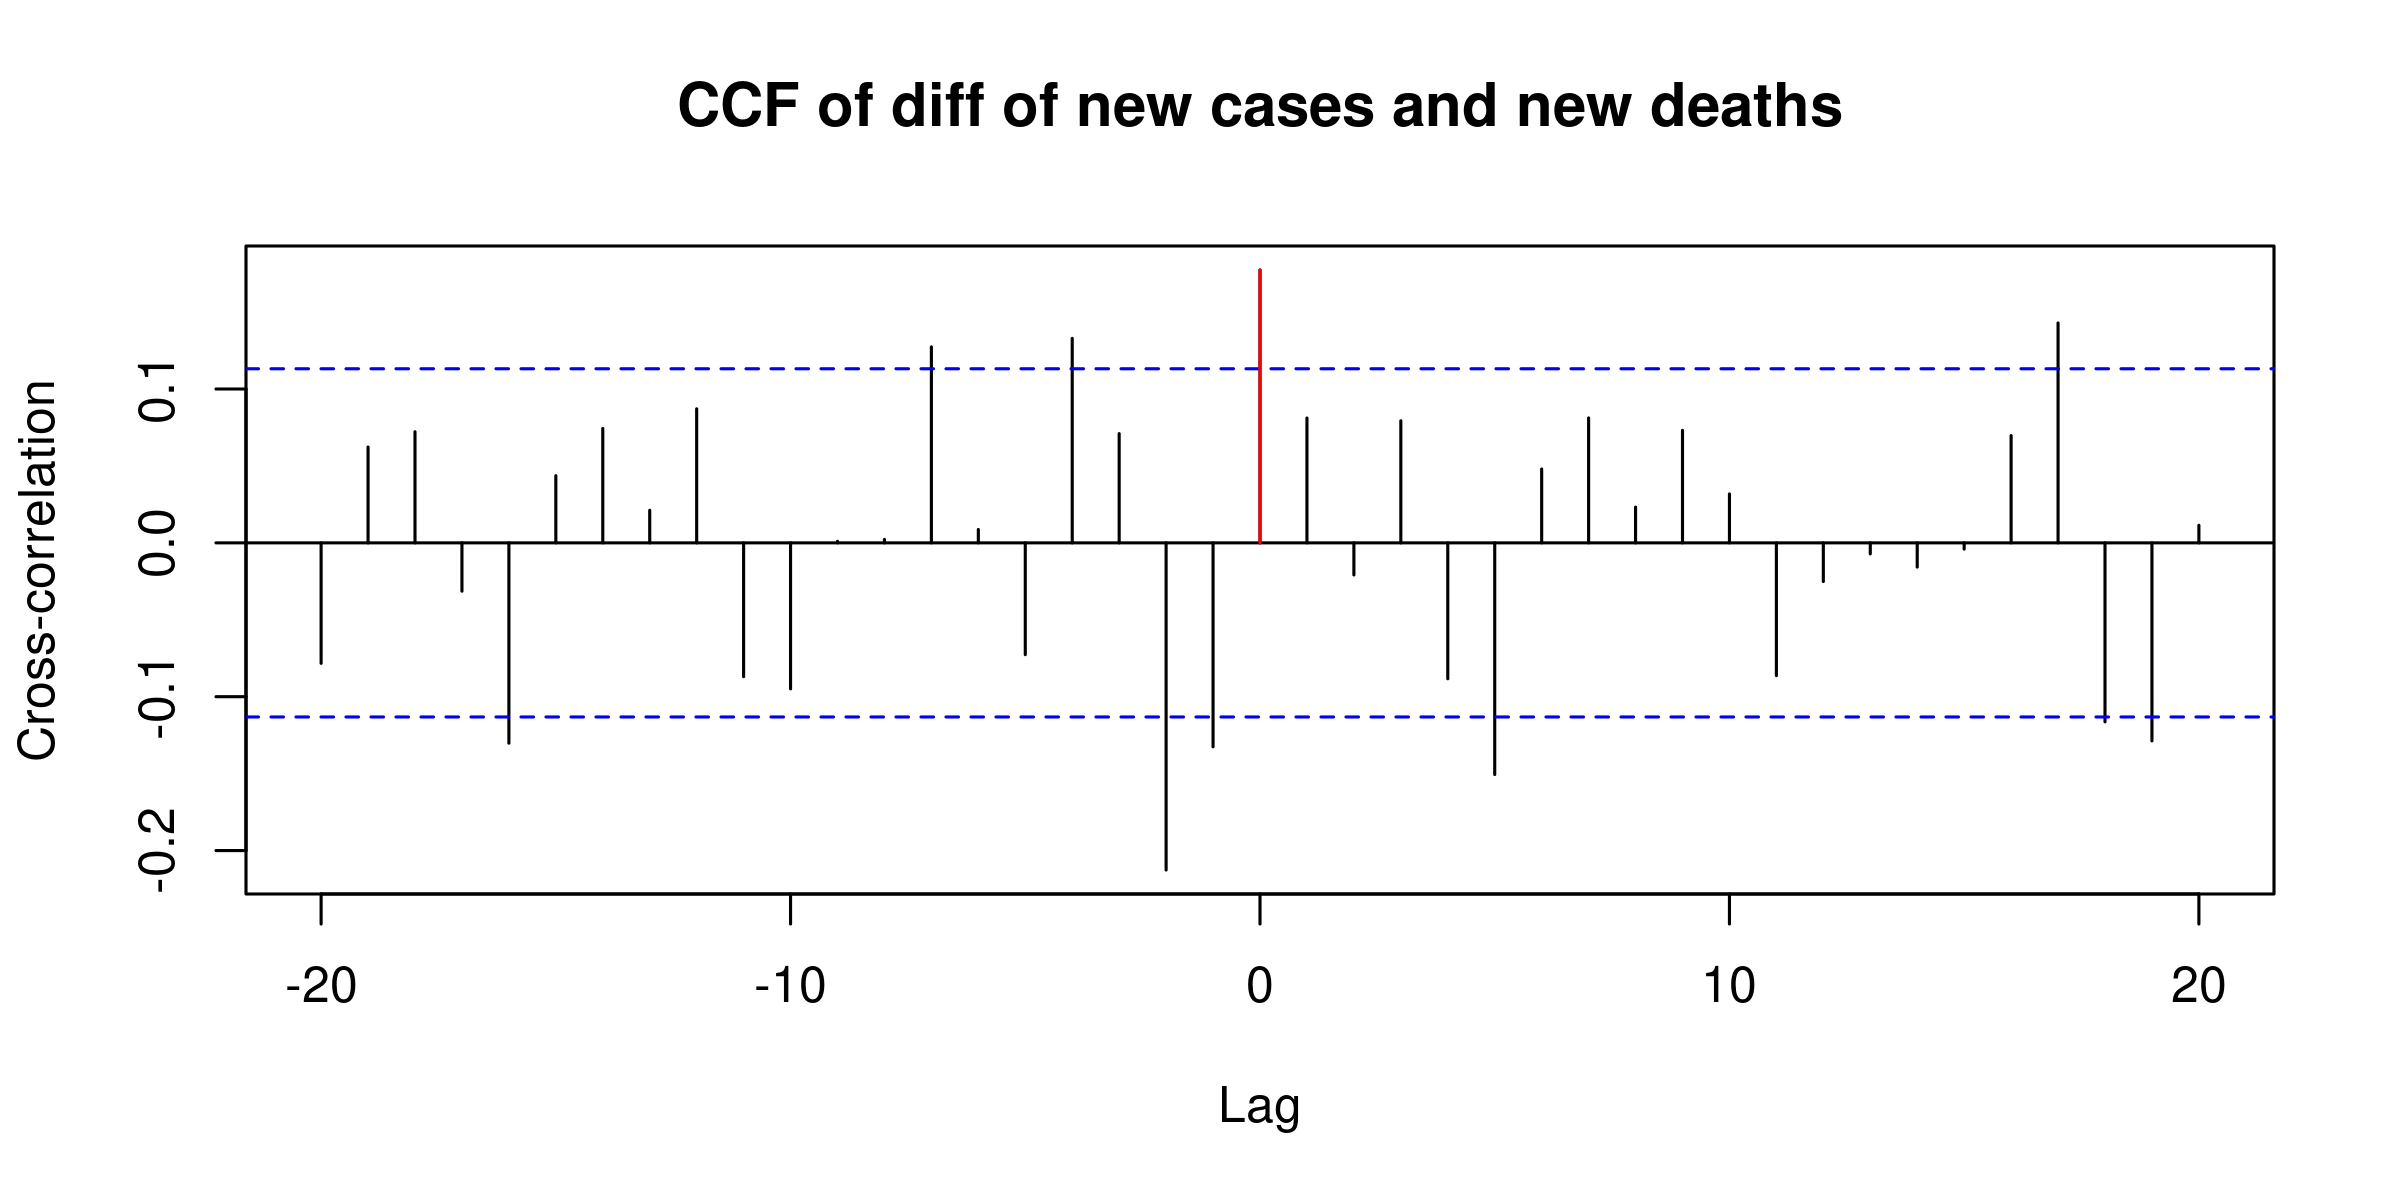 CCF of diff of new cases and new deaths
Cross-correlation
0.1
0.0
-0.1
-0.2
-20 -10 0 10 20
Lag